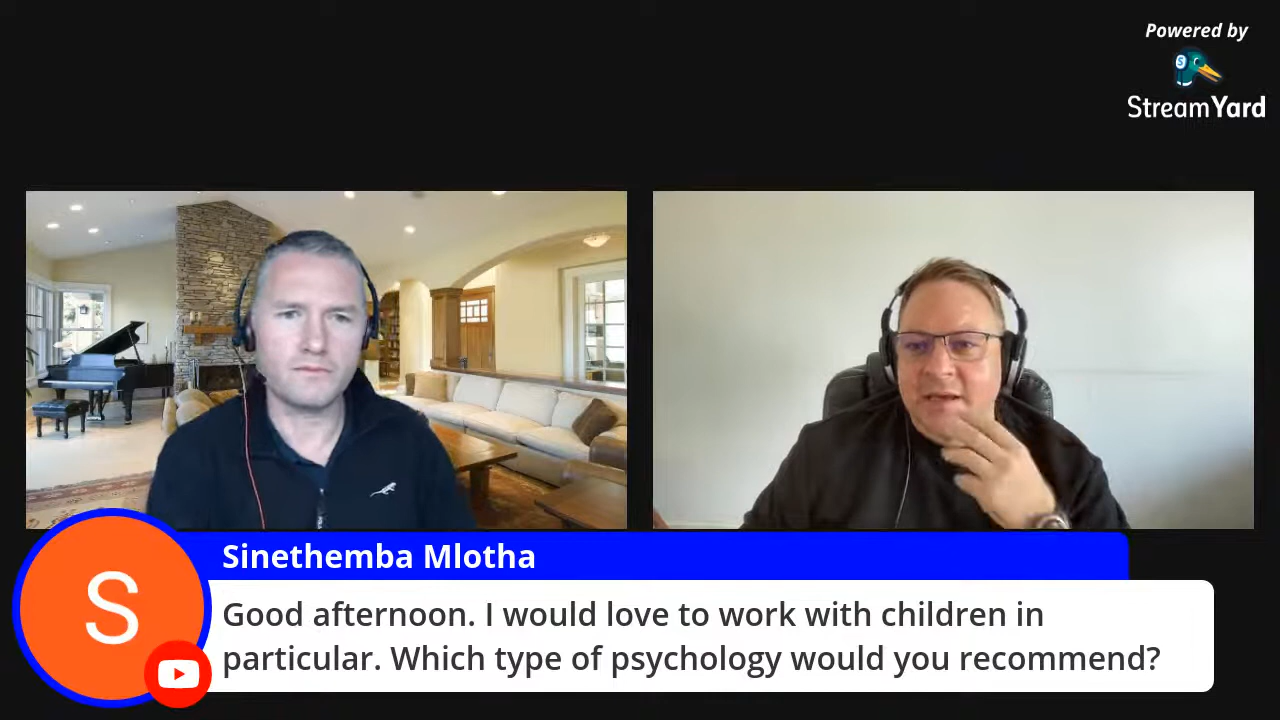 Powered by
StreamYard
Sinethemba Mlotha
Good afternoon. I would love to work with children in
particular. Which type of psychology would you recommend?
S